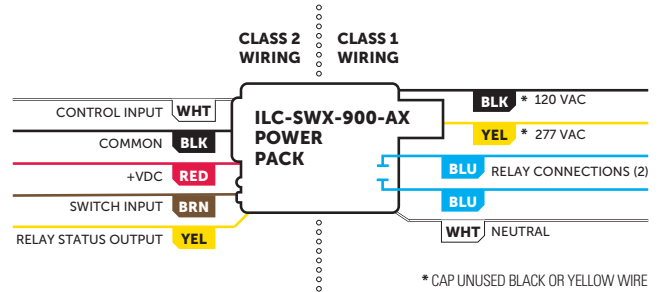 CLASS 2
WIRING
CLASS 1
WIRING
CONTROL INPUT WHT
COMMON BLK
+VDC RED
SWITCH INPUT BRN
RELAY STATUS OUTPUT YEL
ILC-SWX-900-AX
POWER
PACK
BLK * 120 VAC
YEL * 277 VAC
BLU RELAY CONNECTIONS (2)
BLU
WHT NEUTRAL
* CAP UNUSED BLACK OR YELLOW WIRE